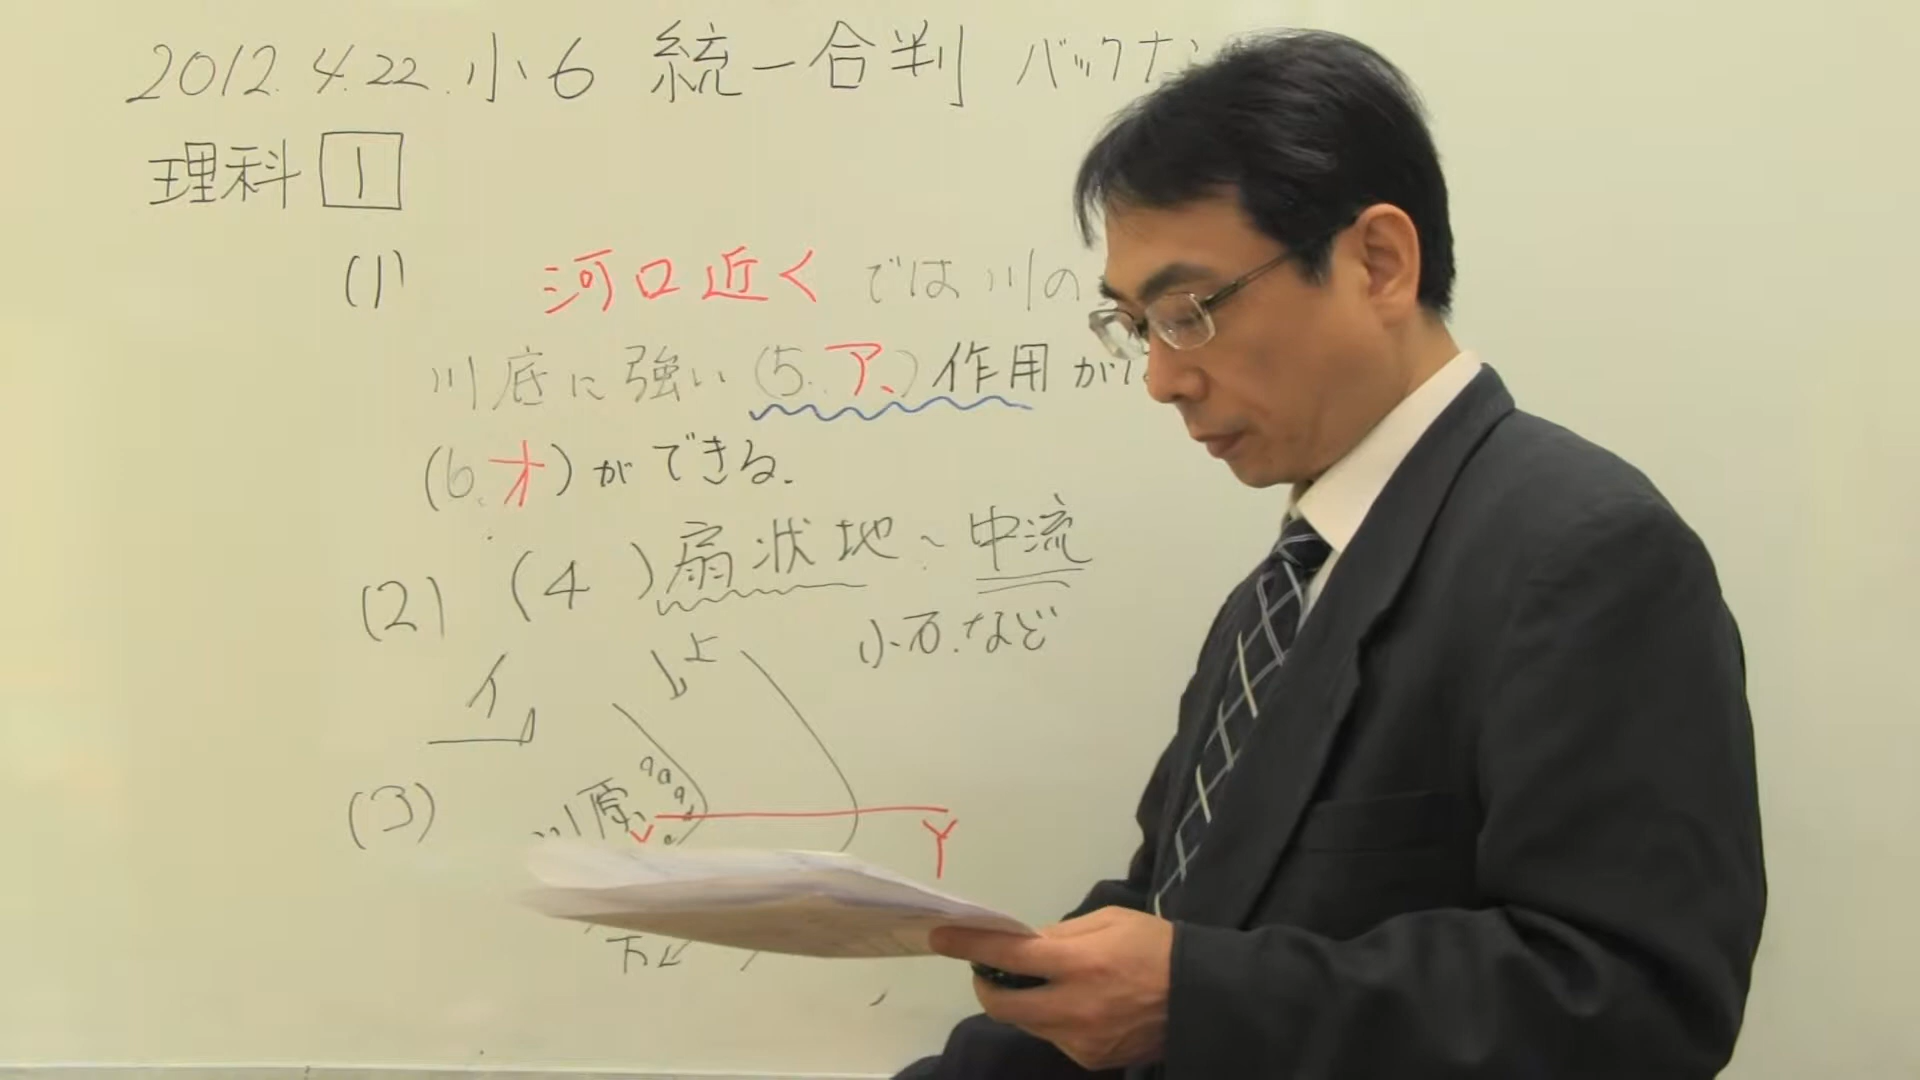 2012.4.22.小6 統一合判 バックナン
理科 1
(1) 河口近く では川の
川底に強い(5.ア.)作用が
(6.オ)ができる.
(2) (4 )扇状地〜中流
小石.など
上
イ
(3)
川原
Y
下